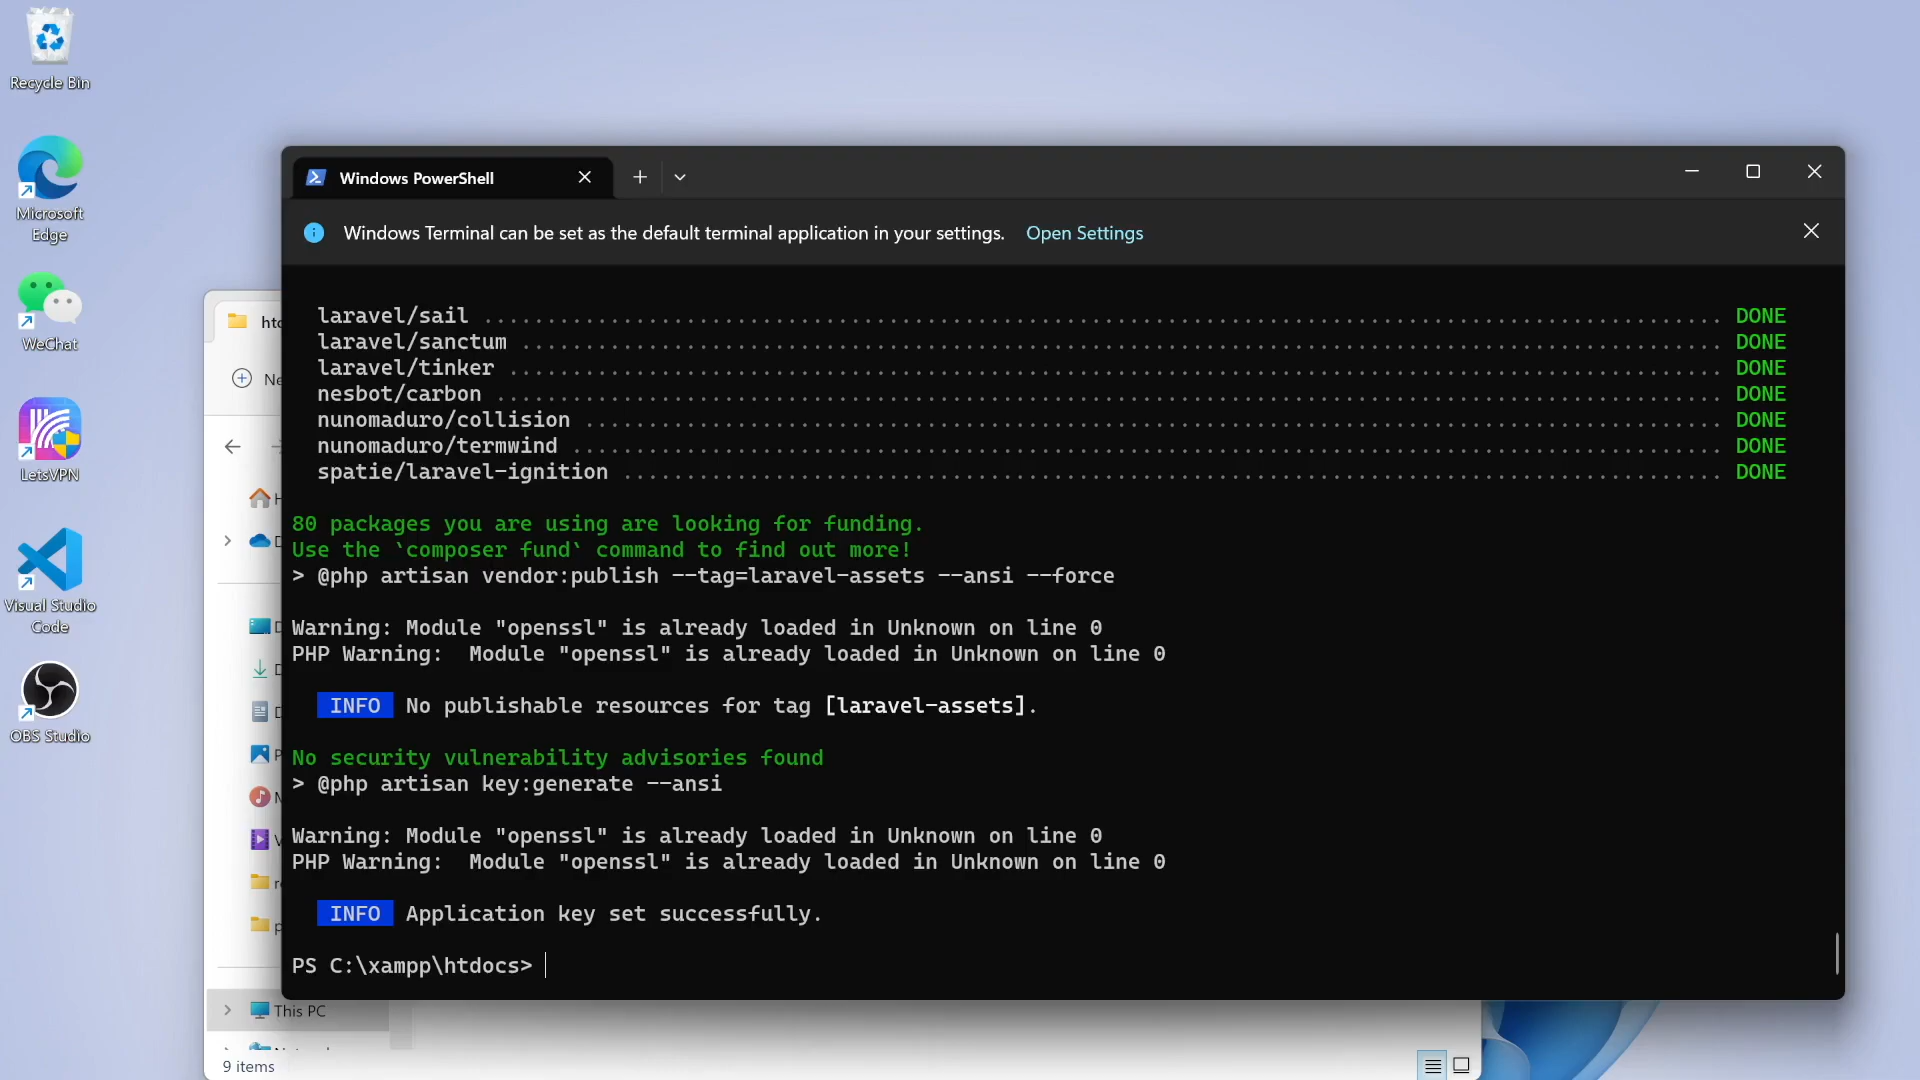 Recycle Bin
Microsoft
Edge
WeChat
LetsVPN
Visual Studio
Code
OBS Studio
Windows PowerShell
Windows Terminal can be set as the default terminal application in your settings. Open Settings
laravel/sail ........................................ DONE
laravel/sanctum ........................................ DONE
laravel/tinker ........................................ DONE
nesbot/carbon ........................................ DONE
nunomaduro/collision ........................................ DONE
nunomaduro/termwind ........................................ DONE
spatie/laravel-ignition ........................................ DONE
80 packages you are using are looking for funding.
Use the `composer fund` command to find out more!
> @php artisan vendor:publish --tag=laravel-assets --ansi --force
Warning: Module "openssl" is already loaded in Unknown on line 0
PHP Warning:  Module "openssl" is already loaded in Unknown on line 0
INFO No publishable resources for tag [laravel-assets].
No security vulnerability advisories found
> @php artisan key:generate --ansi
Warning: Module "openssl" is already loaded in Unknown on line 0
PHP Warning:  Module "openssl" is already loaded in Unknown on line 0
INFO Application key set successfully.
PS C:\xampp\htdocs>
This PC
9 items